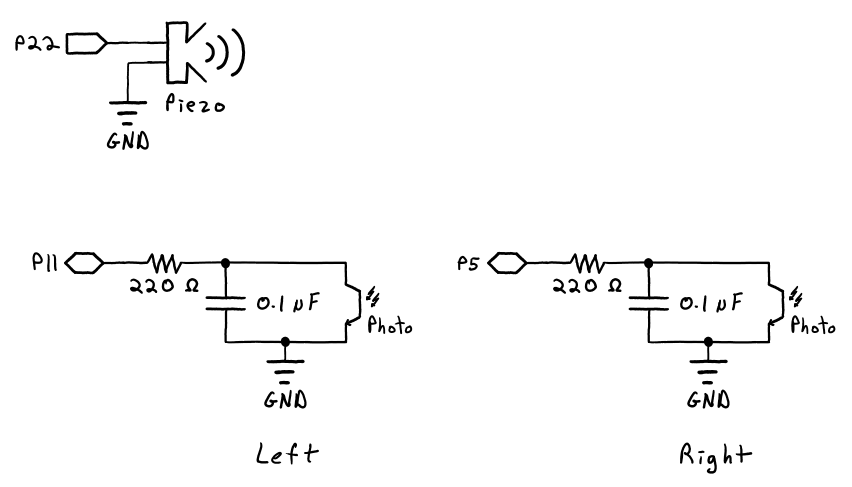 P22
Piezo
GND
P11
220 Ω
0.1 µF
Photo
GND
Left
P5
220 Ω
0.1 µF
Photo
GND
Right